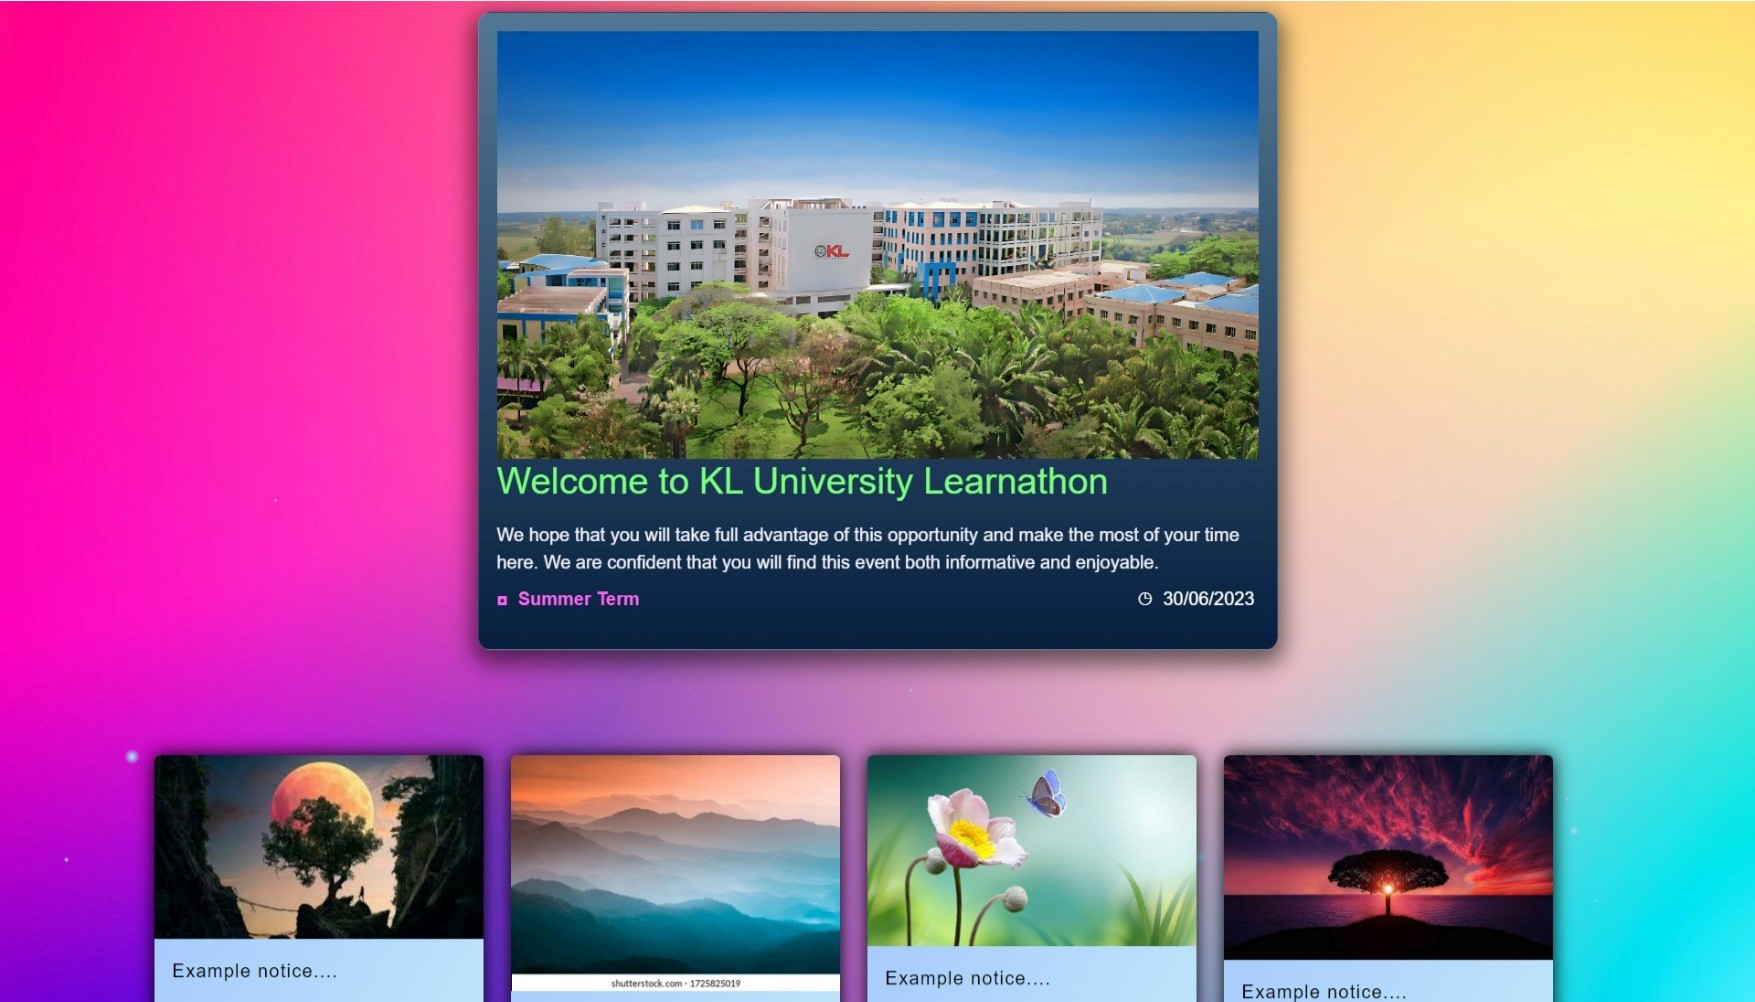 KL
Welcome to KL University Learnathon
We hope that you will take full advantage of this opportunity and make the most of your time
here. We are confident that you will find this event both informative and enjoyable.
Summer Term
30/06/2023
Example notice....
shutterstock.com · 1725825019
Example notice....
Example notice....